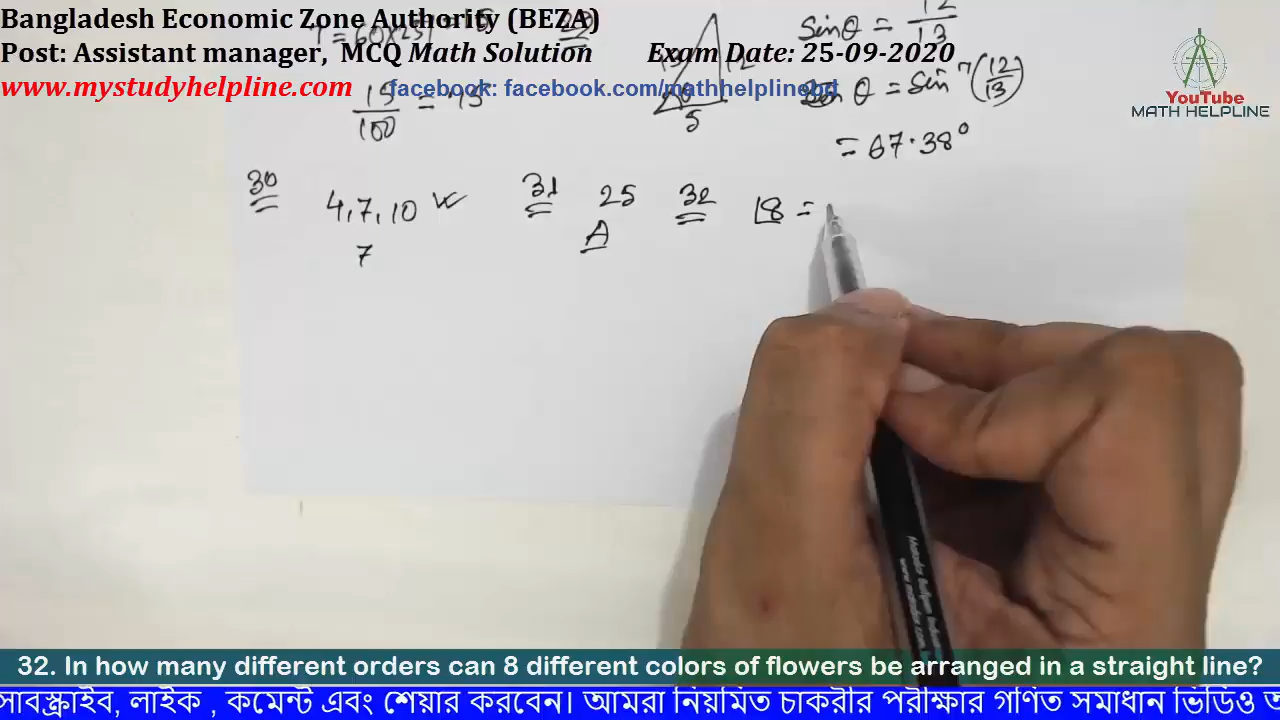 Bangladesh Economic Zone Authority (BEZA)
Post: Assistant manager, MCQ Math Solution Exam Date: 25-09-2020
www.mystudyhelpline.com facebook: facebook.com/mathhelplinebd
YouTube
MATH HELPLINE
sinθ = 12/13
θ = sin⁻¹(12/13)
= 67.38°
15/100
5
30 4, 7, 10
7
31 25
A
32 ⌊8 =
32. In how many different orders can 8 different colors of flowers be arranged in a straight line?
সাবস্ক্রাইব, লাইক , কমেন্ট এবং শেয়ার করবেন। আমরা নিয়মিত চাকরীর পরীক্ষার গণিত সমাধান ভিডিও